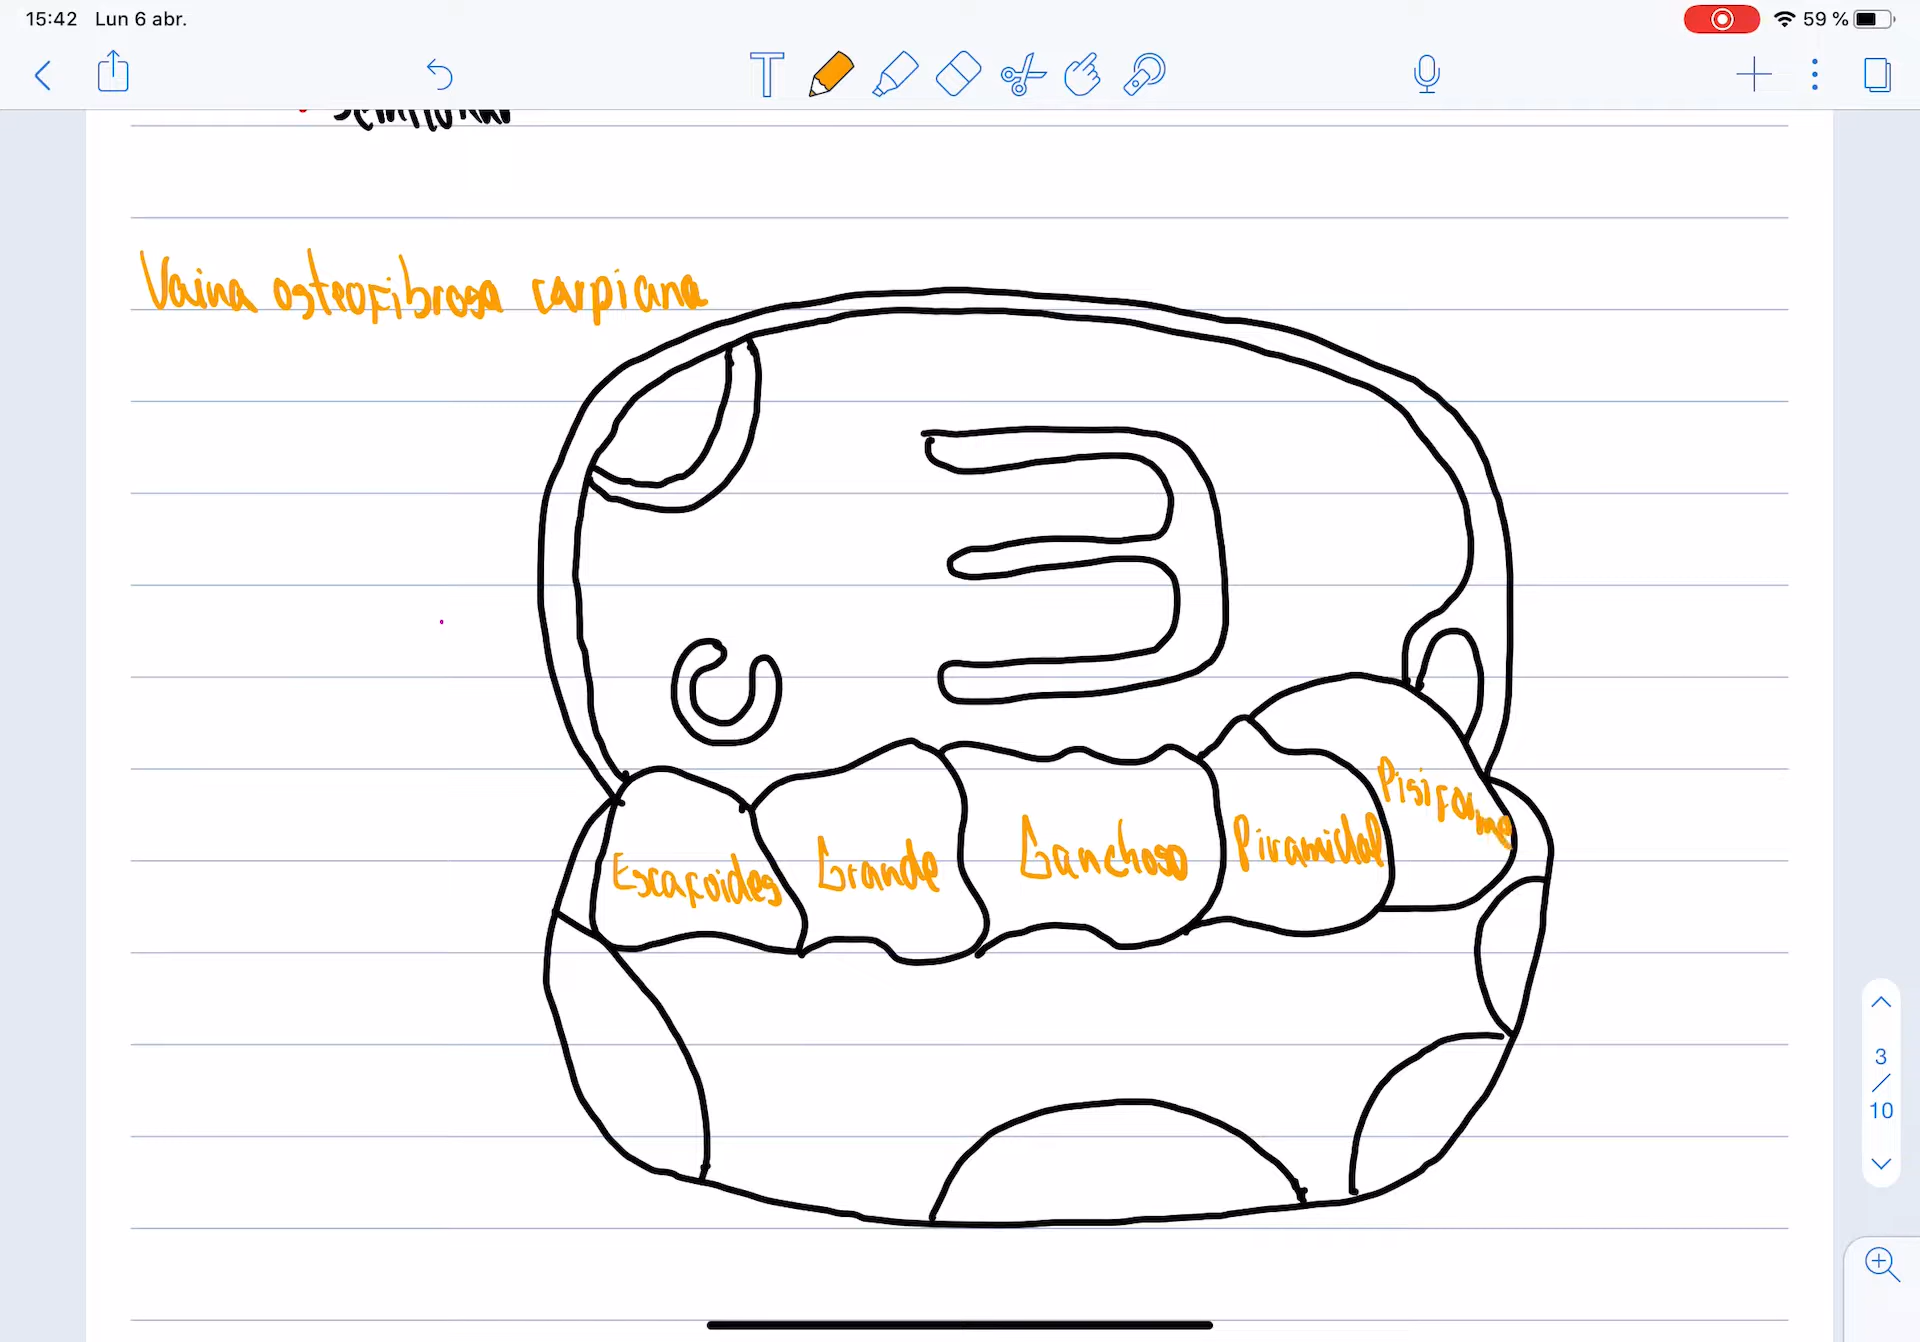 15:42 Lun 6 abr.
59 %
Vaina osteofibrosa carpiana
Pisiforme
Escafoides Grande Ganchoso Piramidal
3
/
10